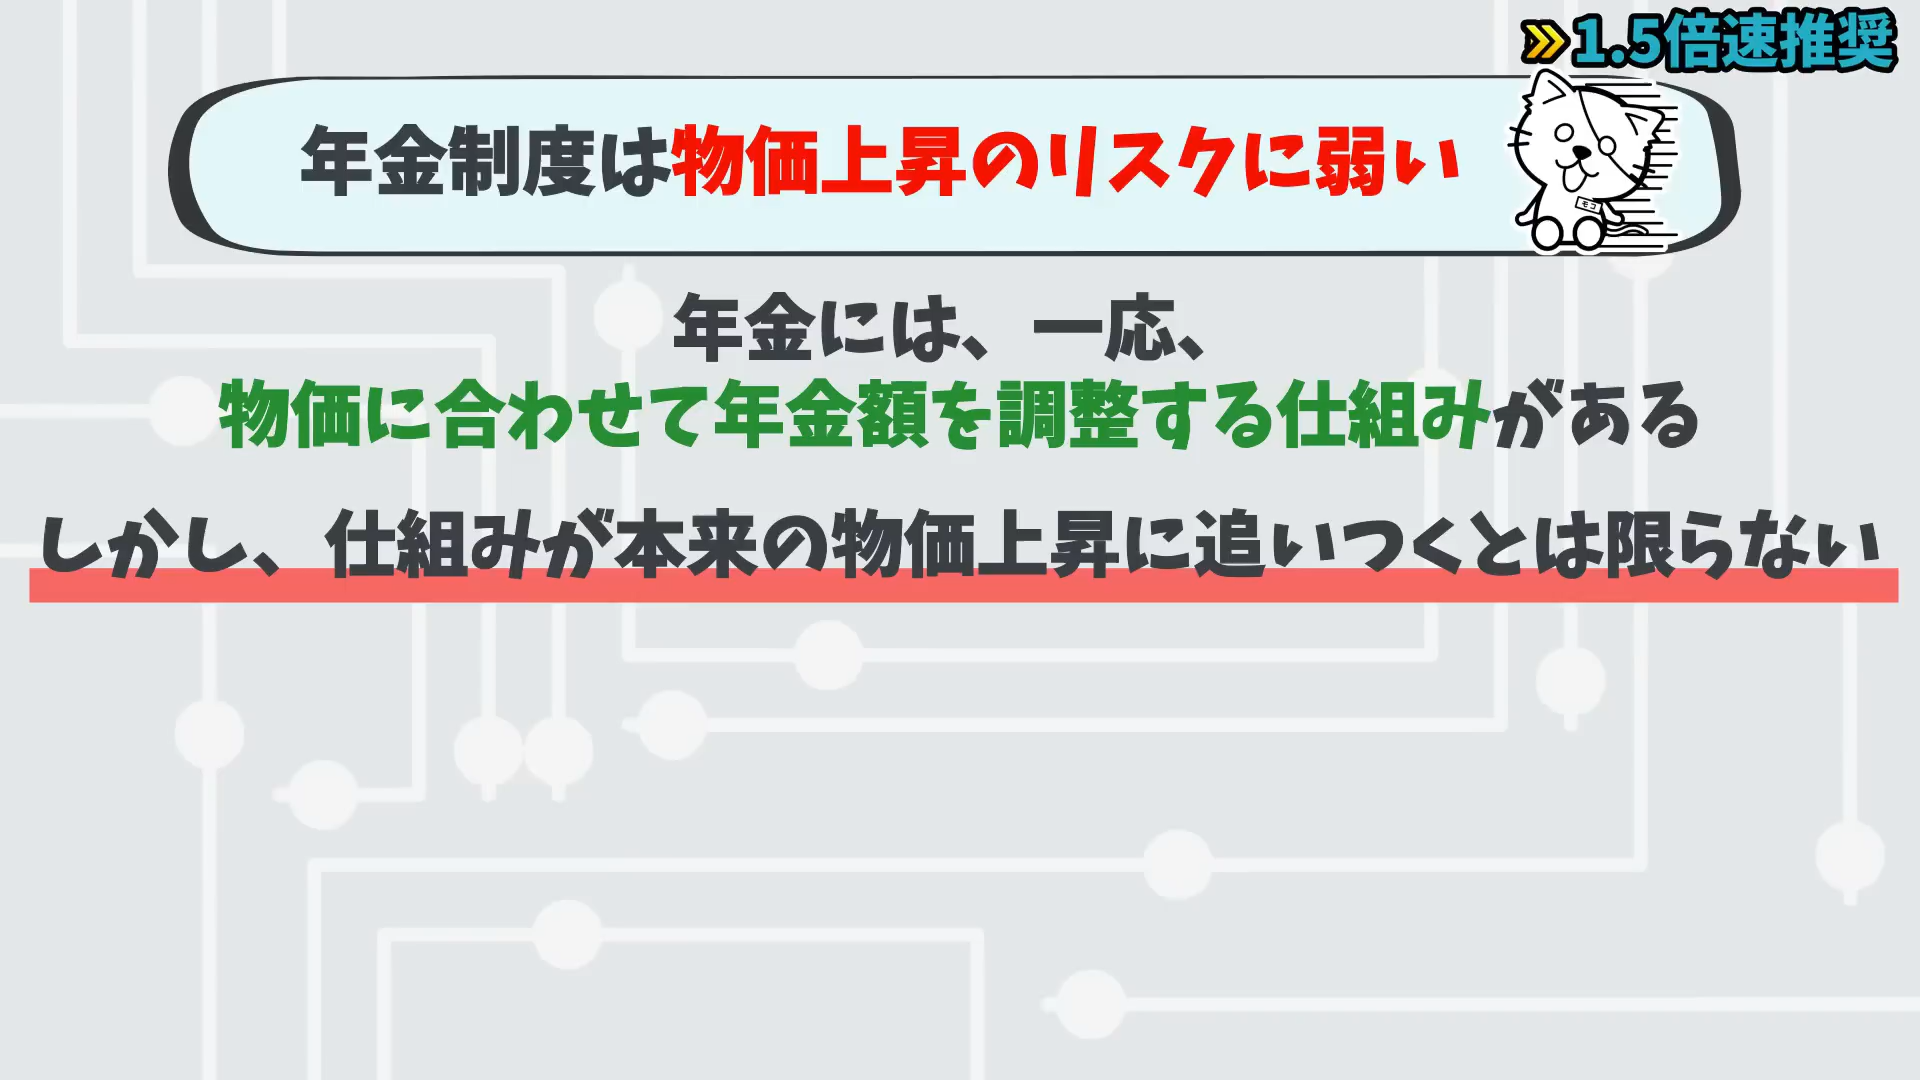 1.5倍速推奨
年金制度は物価上昇のリスクに弱い
モコ
年金には、一応、
物価に合わせて年金額を調整する仕組みがある
しかし、仕組みが本来の物価上昇に追いつくとは限らない